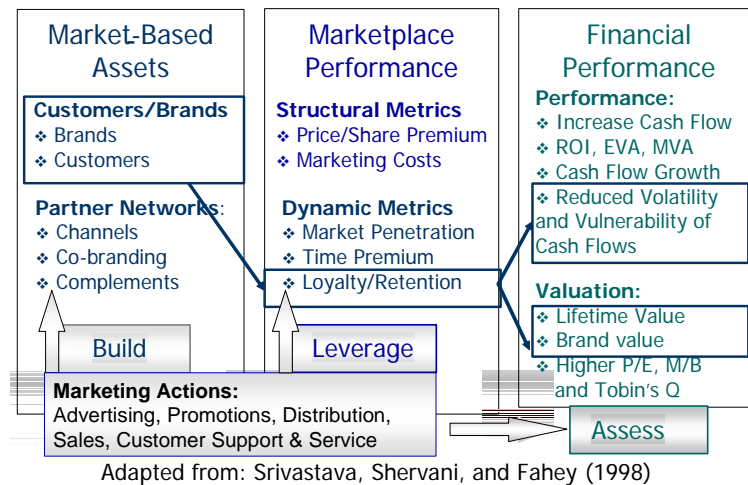 Market-Based
Assets
Customers/Brands
❖ Brands
❖ Customers
Partner Networks:
❖ Channels
❖ Co-branding
❖ Complements
Build
Marketplace
Performance
Structural Metrics
❖ Price/Share Premium
❖ Marketing Costs
Dynamic Metrics
❖ Market Penetration
❖ Time Premium
❖ Loyalty/Retention
Leverage
Financial
Performance
Performance:
❖ Increase Cash Flow
❖ ROI, EVA, MVA
❖ Cash Flow Growth
❖ Reduced Volatility
and Vulnerability of
Cash Flows
Valuation:
❖ Lifetime Value
❖ Brand value
❖ Higher P/E, M/B
and Tobin's Q
Marketing Actions:
Advertising, Promotions, Distribution,
Sales, Customer Support & Service
Assess
Adapted from: Srivastava, Shervani, and Fahey (1998)